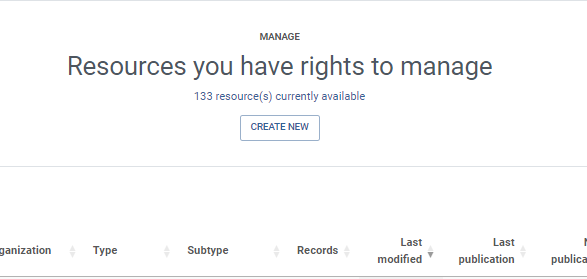 MANAGE
Resources you have rights to manage
133 resource(s) currently available
CREATE NEW
ganization Type Subtype Records Last modified Last publication
publica